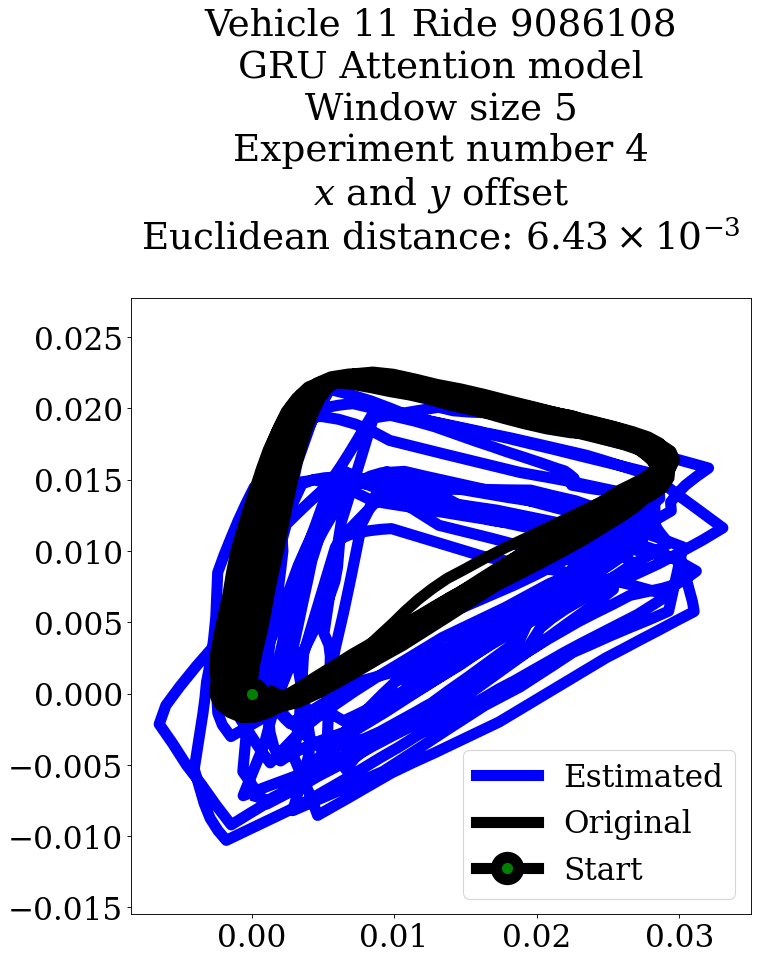 Vehicle 11 Ride 9086108
GRU Attention model
Window size 5
Experiment number 4
x and y offset
Euclidean distance: 6.43 × 10⁻³
0.025
0.020
0.015
0.010
0.005
0.000
−0.005
−0.010
−0.015
Estimated
Original
Start
0.00 0.01 0.02 0.03